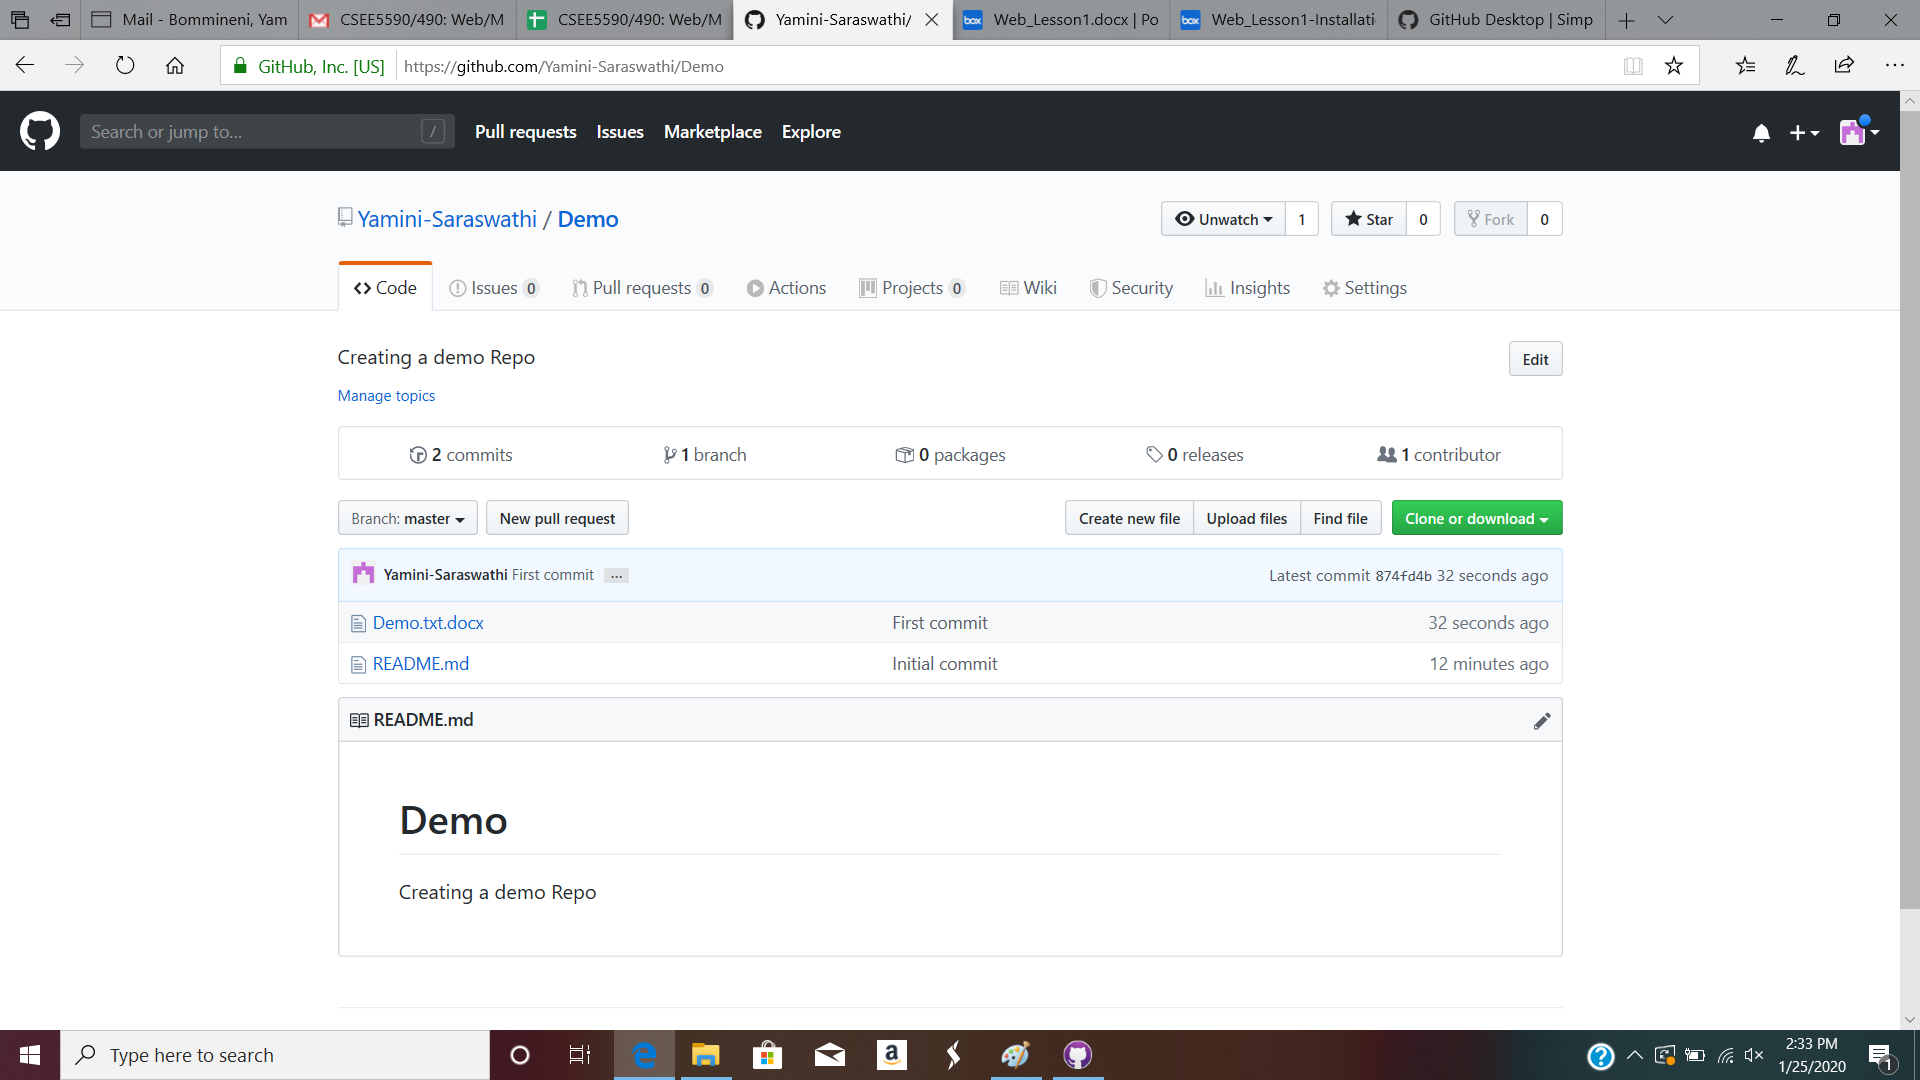 Mail - Bommineni, Yam
CSEE5590/490: Web/M
CSEE5590/490: Web/M
Yamini-Saraswathi/
Web_Lesson1.docx | Po
Web_Lesson1-Installati
GitHub Desktop | Simp
GitHub, Inc. [US]
https://github.com/Yamini-Saraswathi/Demo
Search or jump to...
/
Pull requests
Issues
Marketplace
Explore
Yamini-Saraswathi / Demo
Unwatch 1
Star 0
Fork 0
Code
Issues 0
Pull requests 0
Actions
Projects 0
Wiki
Security
Insights
Settings
Creating a demo Repo
Edit
Manage topics
2 commits
1 branch
0 packages
0 releases
1 contributor
Branch: master
New pull request
Create new file
Upload files
Find file
Clone or download
Yamini-Saraswathi First commit ...
Latest commit 874fd4b 32 seconds ago
Demo.txt.docx
First commit
32 seconds ago
README.md
Initial commit
12 minutes ago
README.md
Demo
Creating a demo Repo
Type here to search
2:33 PM
1/25/2020
1